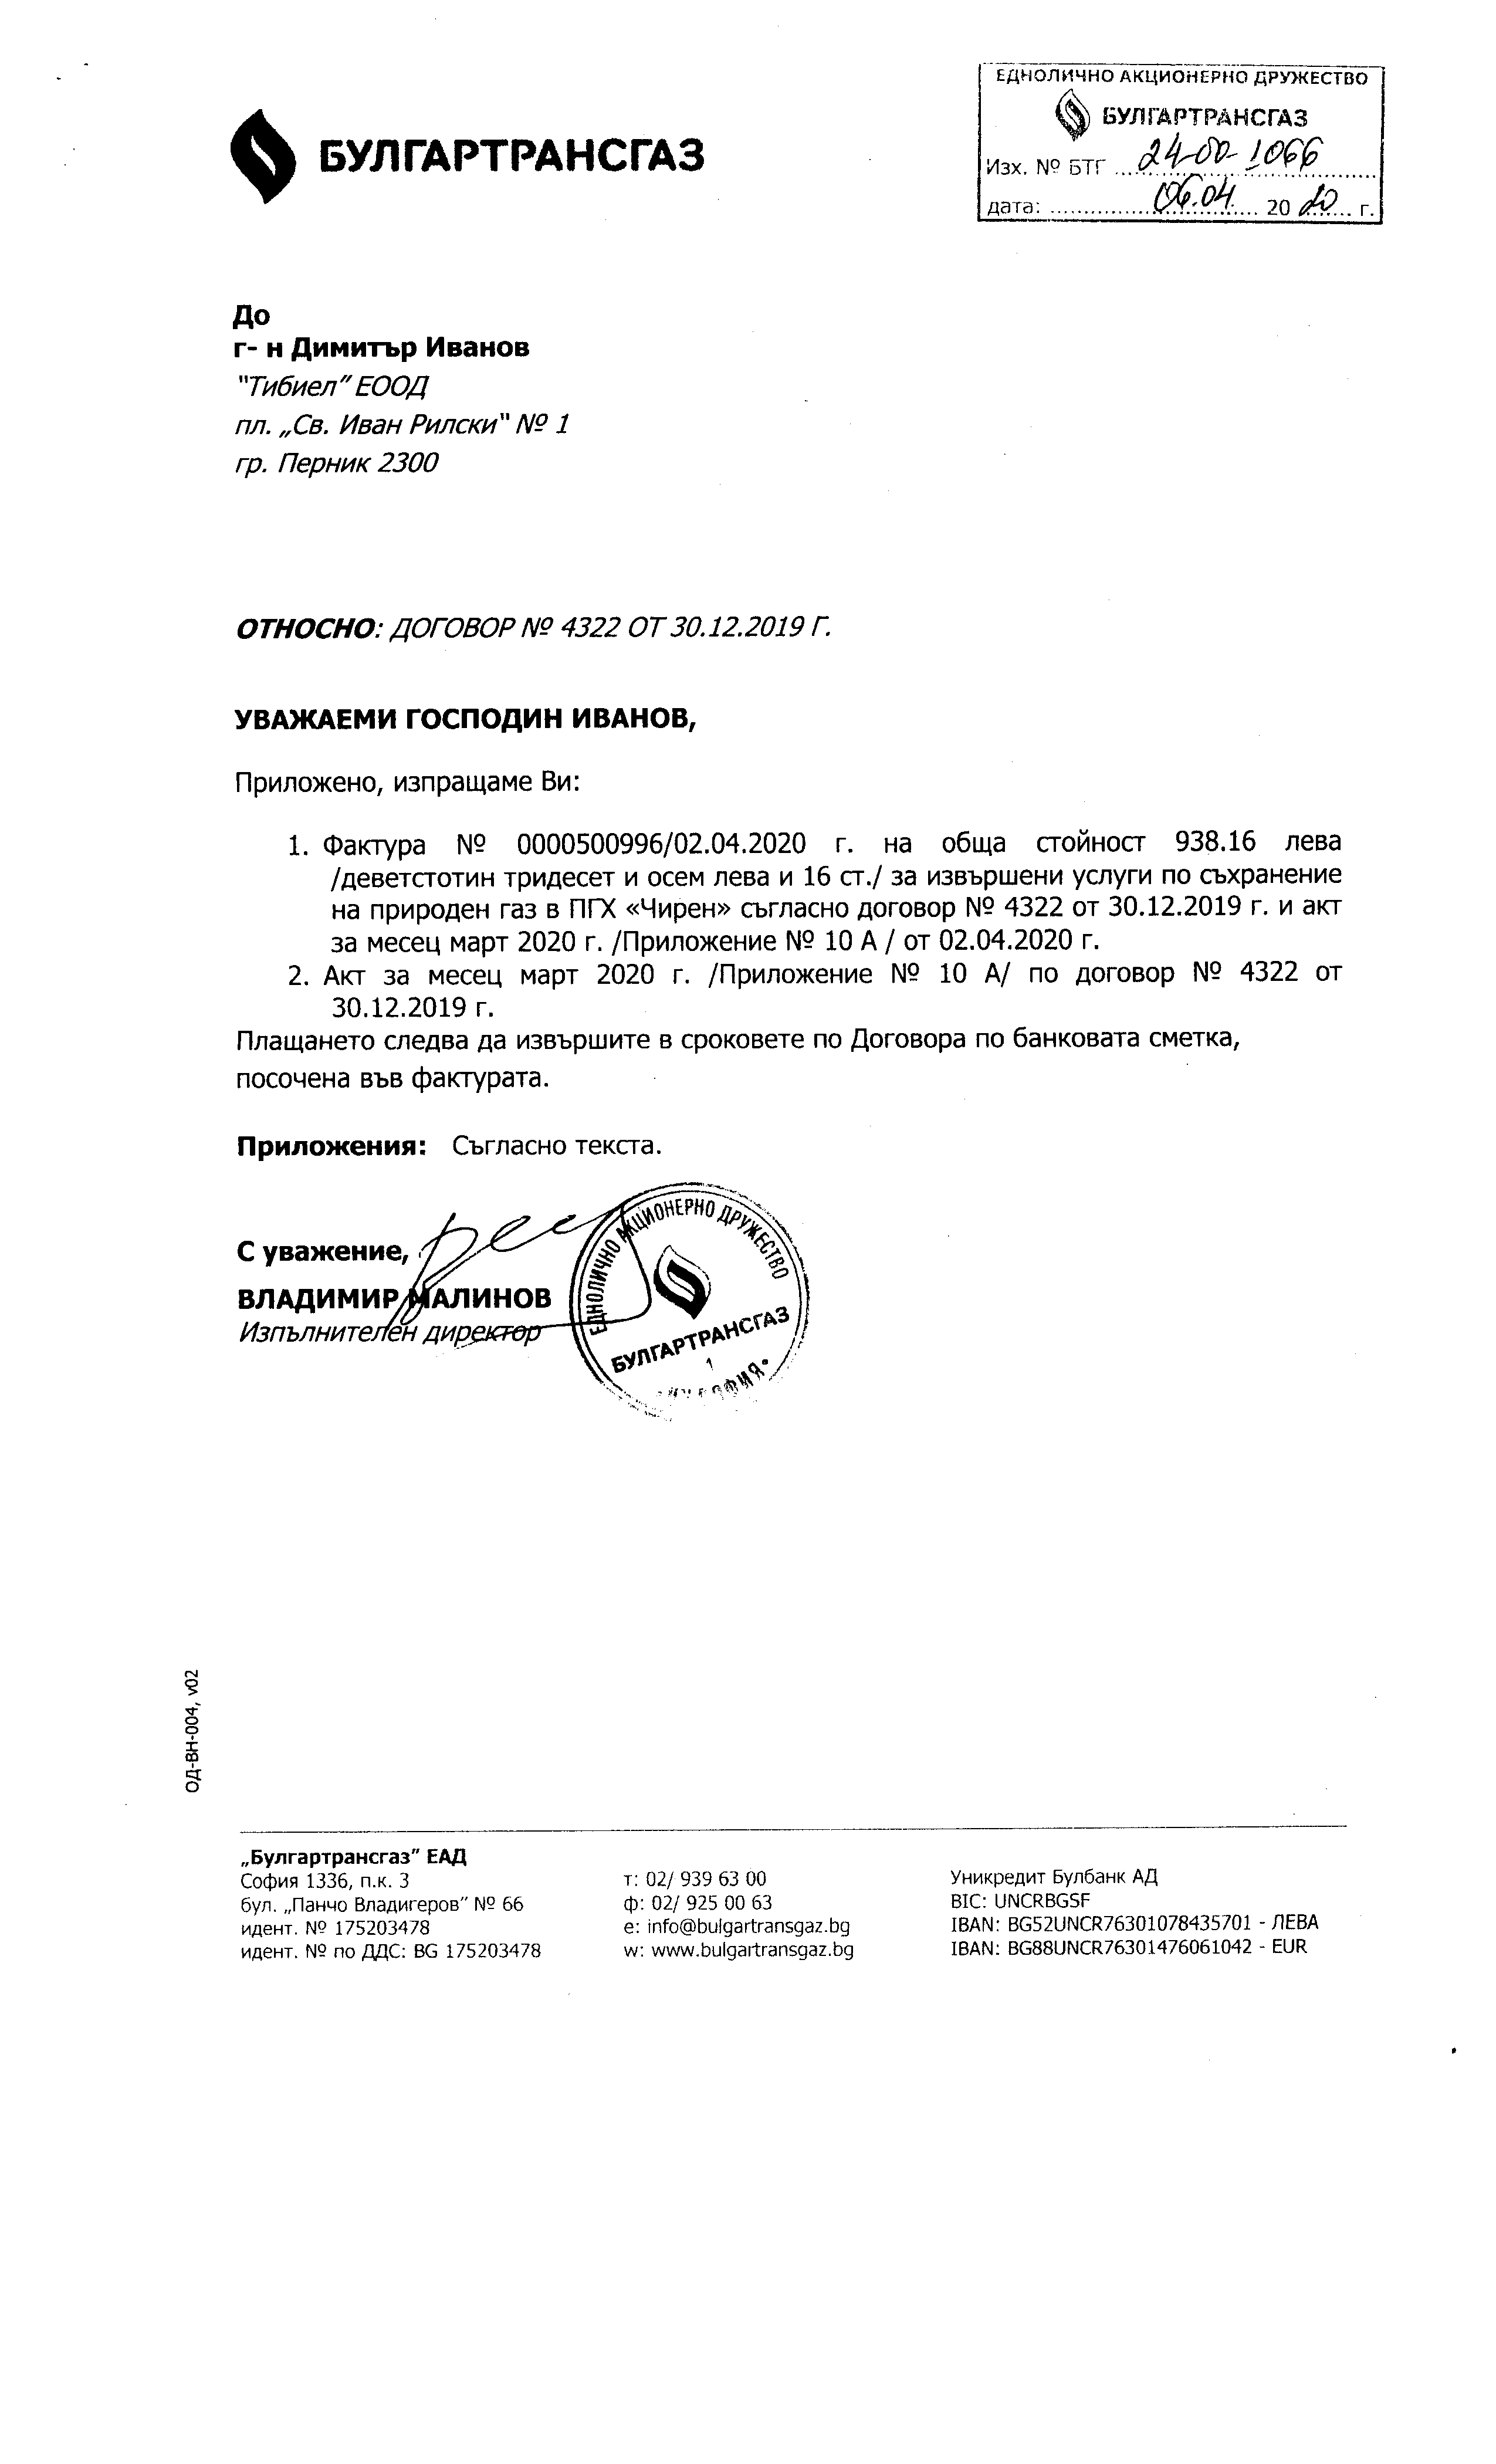 БУЛГАРТРАНСГАЗ
ЕДНОЛИЧНО АКЦИОНЕРНО ДРУЖЕСТВО
БУЛГАРТРАНСГАЗ
Изх. № БТГ 24-00-1066
дата: 06.04. 2020 г.
До
г- н Димитър Иванов
"Тибиел" ЕООД
пл. „Св. Иван Рилски" № 1
гр. Перник 2300
ОТНОСНО: ДОГОВОР № 4322 ОТ 30.12.2019 Г.
УВАЖАЕМИ ГОСПОДИН ИВАНОВ,
Приложено, изпращаме Ви:
1. Фактура № 0000500996/02.04.2020 г. на обща стойност 938.16 лева
/деветстотин тридесет и осем лева и 16 ст./ за извършени услуги по съхранение
на природен газ в ПГХ «Чирен» съгласно договор № 4322 от 30.12.2019 г. и акт
за месец март 2020 г. /Приложение № 10 А / от 02.04.2020 г.
2. Акт за месец март 2020 г. /Приложение № 10 А/ по договор № 4322 от
30.12.2019 г.
Плащането следва да извършите в сроковете по Договора по банковата сметка,
посочена във фактурата.
Приложения: Съгласно текста.
С уважение,
ВЛАДИМИР МАЛИНОВ
Изпълнителен директор
ЕДНОЛИЧНО АКЦИОНЕРНО ДРУЖЕСТВО
БУЛГАРТРАНСГАЗ
1
ОД-ВН-004, v02
„Булгартрансгаз" ЕАД
София 1336, п.к. 3
бул. „Панчо Владигеров" № 66
идент. № 175203478
идент. № по ДДС: BG 175203478
т: 02/ 939 63 00
ф: 02/ 925 00 63
e: info@bulgartransgaz.bg
w: www.bulgartransgaz.bg
Уникредит Булбанк АД
BIC: UNCRBGSF
IBAN: BG52UNCR76301078435701 - ЛЕВА
IBAN: BG88UNCR76301476061042 - EUR